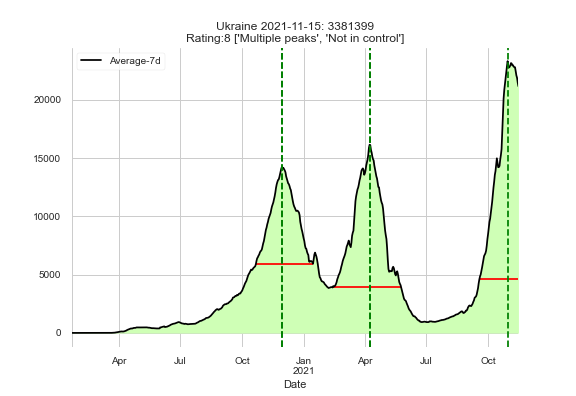 Ukraine 2021-11-15: 3381399
Rating:8 ['Multiple peaks', 'Not in control']
Average-7d
20000
15000
10000
5000
0
Apr Jul Oct Jan Apr Jul Oct
2021
Date